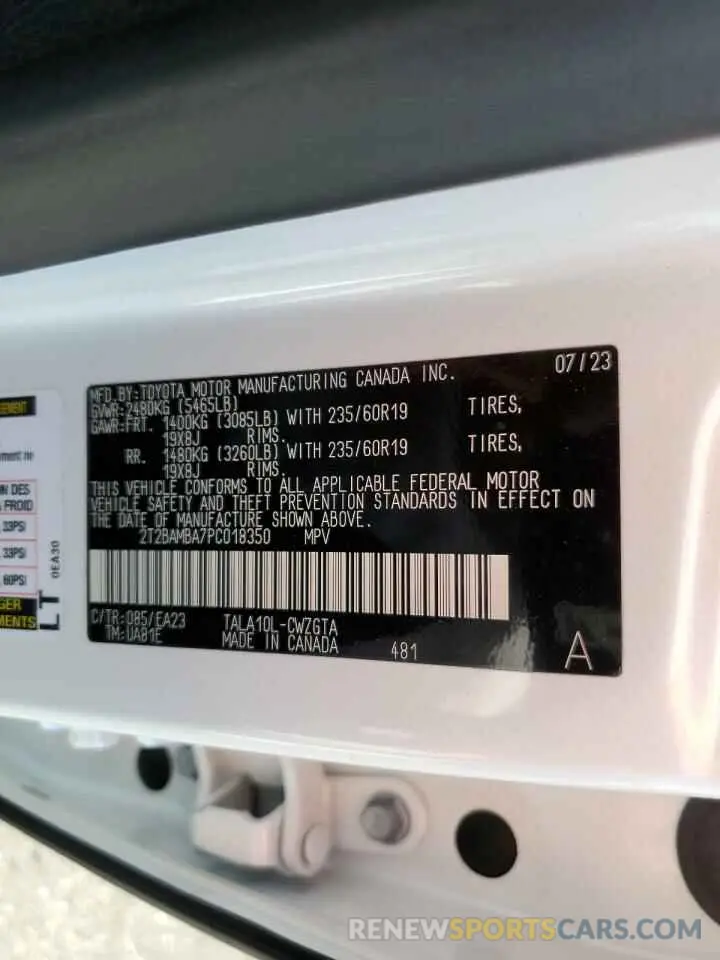 MFD.BY:TOYOTA MOTOR MANUFACTURING CANADA INC. 07/23
GVWR:2480KG (5465LB)
GAWR:FRT. 1400KG (3085LB) WITH 235/60R19 TIRES,
19X8J RIMS.
RR. 1480KG (3260LB) WITH 235/60R19 TIRES,
19X8J RIMS.
THIS VEHICLE CONFORMS TO ALL APPLICABLE FEDERAL MOTOR
VEHICLE SAFETY AND THEFT PREVENTION STANDARDS IN EFFECT ON
THE DATE OF MANUFACTURE SHOWN ABOVE.
2T2BAMBA7PC018350 MPV
C/TR:085/EA23 TALA10L-CWZGTA
TM:UA81E MADE IN CANADA 481 A
DES
FROID
33PSI
33PSI
60PSI
0EA30
LT
RENEWSPORTSCARS.COM